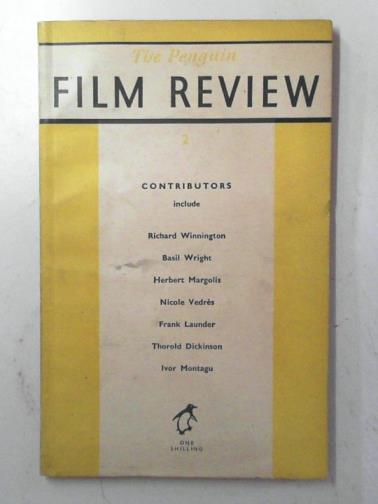 The Penguin
FILM REVIEW
2
CONTRIBUTORS
include
Richard Winnington
Basil Wright
Herbert Margolis
Nicole Vedrès
Frank Launder
Thorold Dickinson
Ivor Montagu
ONE
SHILLING